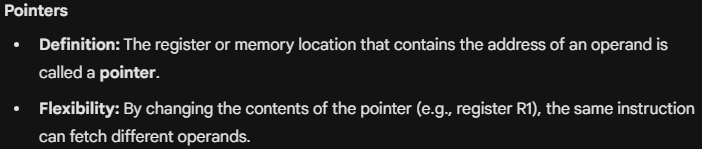 Pointers
• Definition: The register or memory location that contains the address of an operand is
called a pointer.
• Flexibility: By changing the contents of the pointer (e.g., register R1), the same instruction
can fetch different operands.